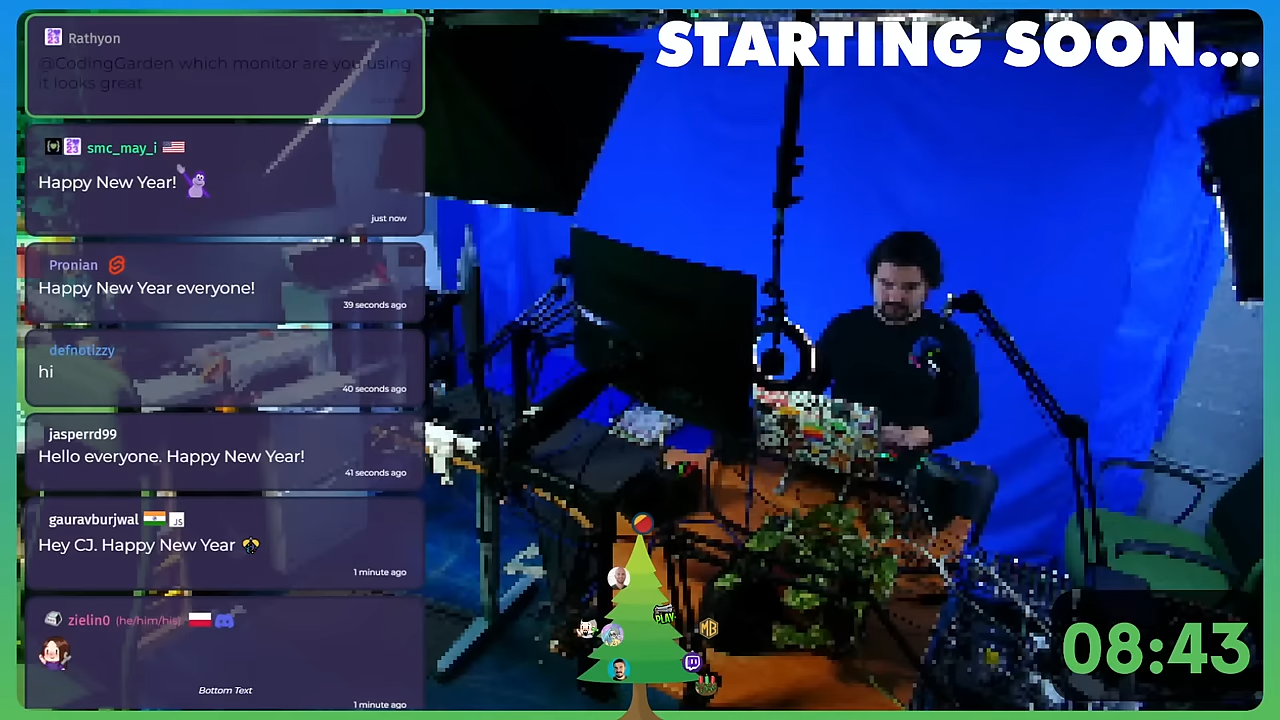 STARTING SOON...
Rathyon
@CodingGarden which monitor are you using
it looks great
smc_may_i
Happy New Year!
just now
Pronian
Happy New Year everyone!
39 seconds ago
defnotizzy
hi
40 seconds ago
jasperrd99
Hello everyone. Happy New Year!
41 seconds ago
gauravburjwal JS
Hey CJ. Happy New Year
1 minute ago
zielin0 (he/him/his)
Bottom Text
1 minute ago
PLAY
MB
08:43